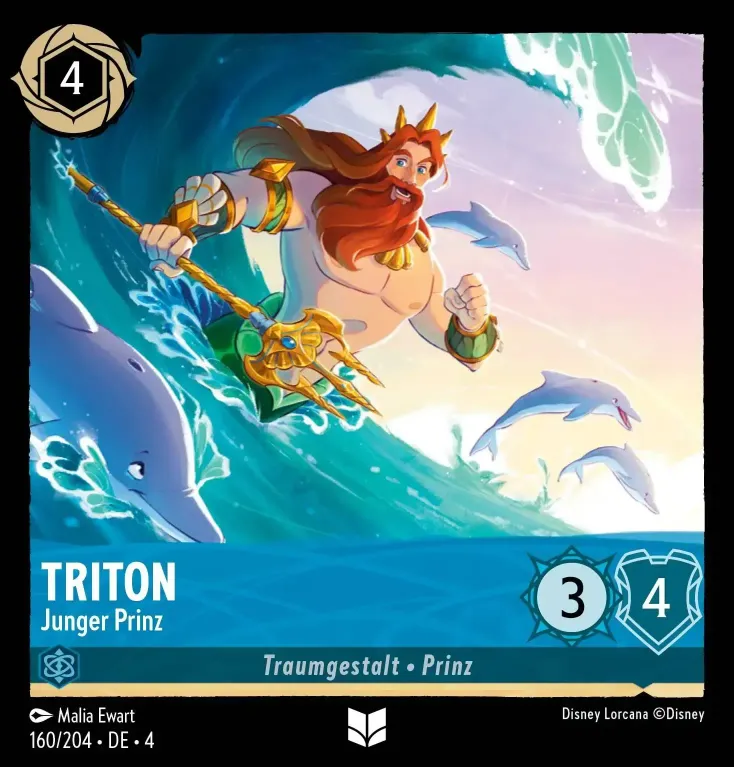 4
TRITON
Junger Prinz
3
4
Traumgestalt • Prinz
Malia Ewart
Disney Lorcana ©Disney
160/204 • DE • 4